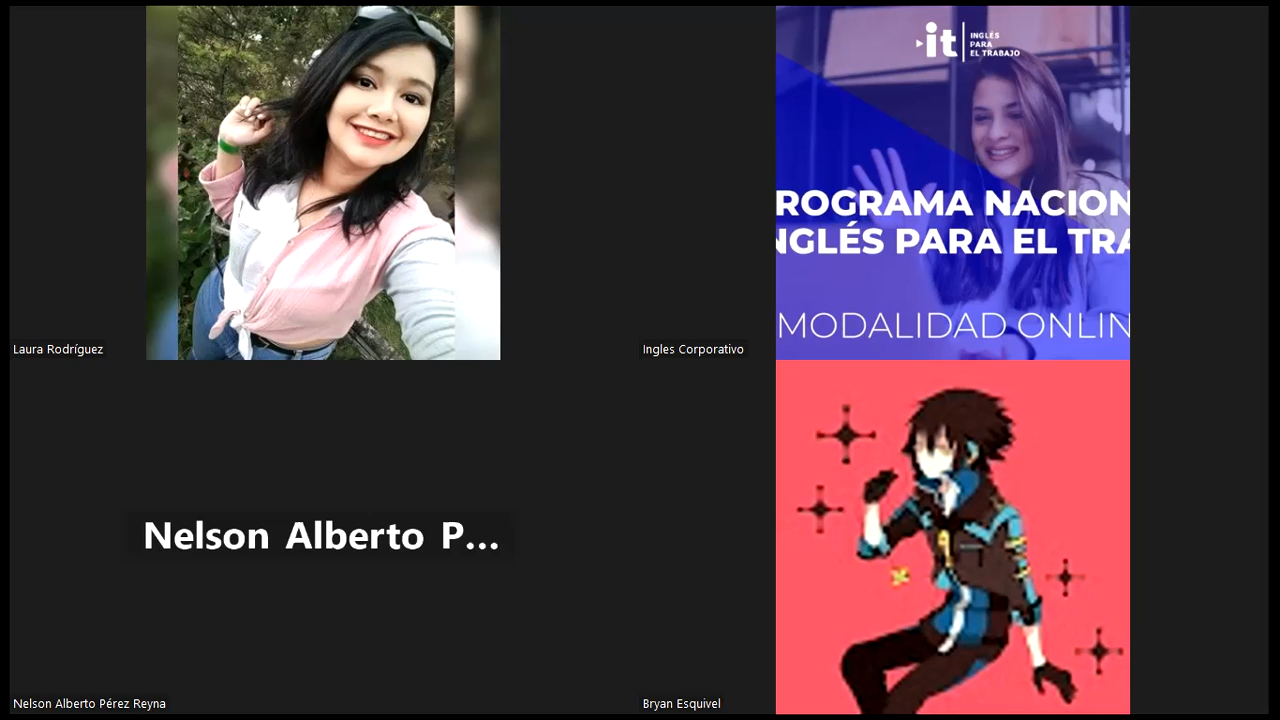 it
INGLÉS
PARA
EL TRABAJO
ROGRAMA NACION
NGLÉS PARA EL TRA
MODALIDAD ONLIN
Laura Rodríguez
Ingles Corporativo
Nelson Alberto P...
Nelson Alberto Pérez Reyna
Bryan Esquivel